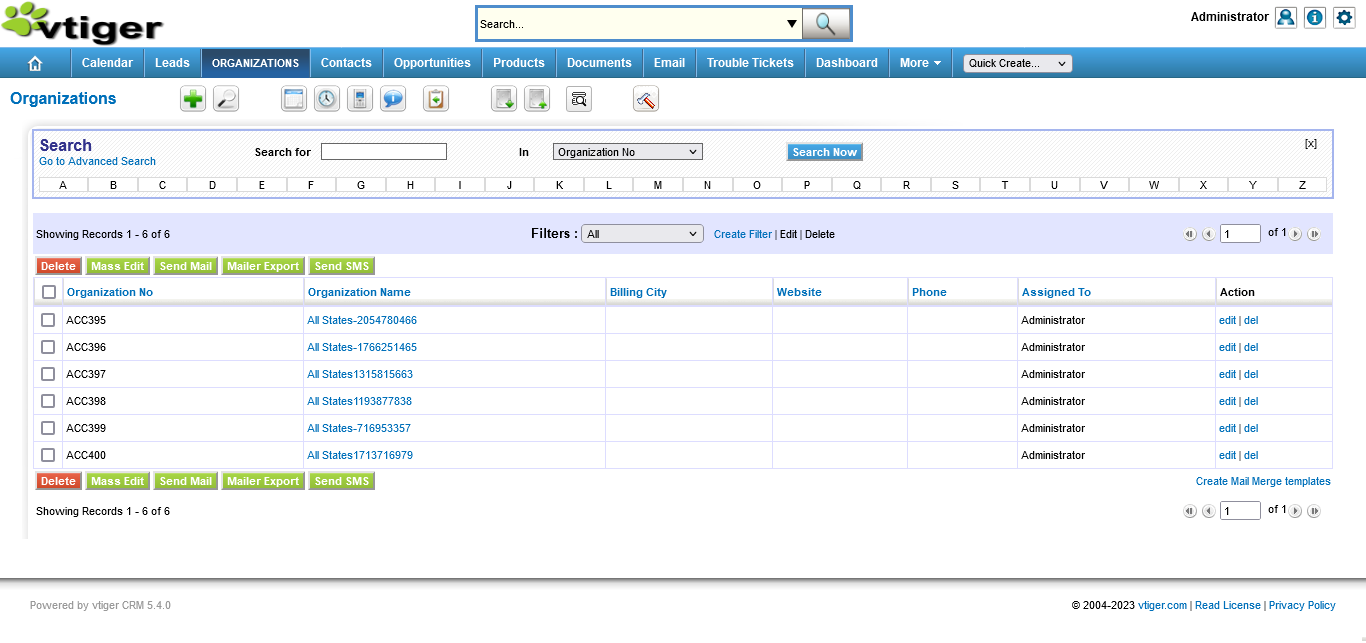 vtiger
Search...
Administrator
Calendar Leads ORGANIZATIONS Contacts Opportunities Products Documents Email Trouble Tickets Dashboard More Quick Create...
Organizations
Search
Go to Advanced Search
Search for In Organization No Search Now [x]
A B C D E F G H I J K L M N O P Q R S T U V W X Y Z
Showing Records 1 - 6 of 6 Filters : All Create Filter | Edit | Delete 1 of 1
Delete Mass Edit Send Mail Mailer Export Send SMS
Organization No Organization Name Billing City Website Phone Assigned To Action
ACC395 All States-2054780466 Administrator edit | del
ACC396 All States-1766251465 Administrator edit | del
ACC397 All States1315815663 Administrator edit | del
ACC398 All States1193877838 Administrator edit | del
ACC399 All States-716953357 Administrator edit | del
ACC400 All States1713716979 Administrator edit | del
Delete Mass Edit Send Mail Mailer Export Send SMS Create Mail Merge templates
Showing Records 1 - 6 of 6 1 of 1
Powered by vtiger CRM 5.4.0 © 2004-2023 vtiger.com | Read License | Privacy Policy